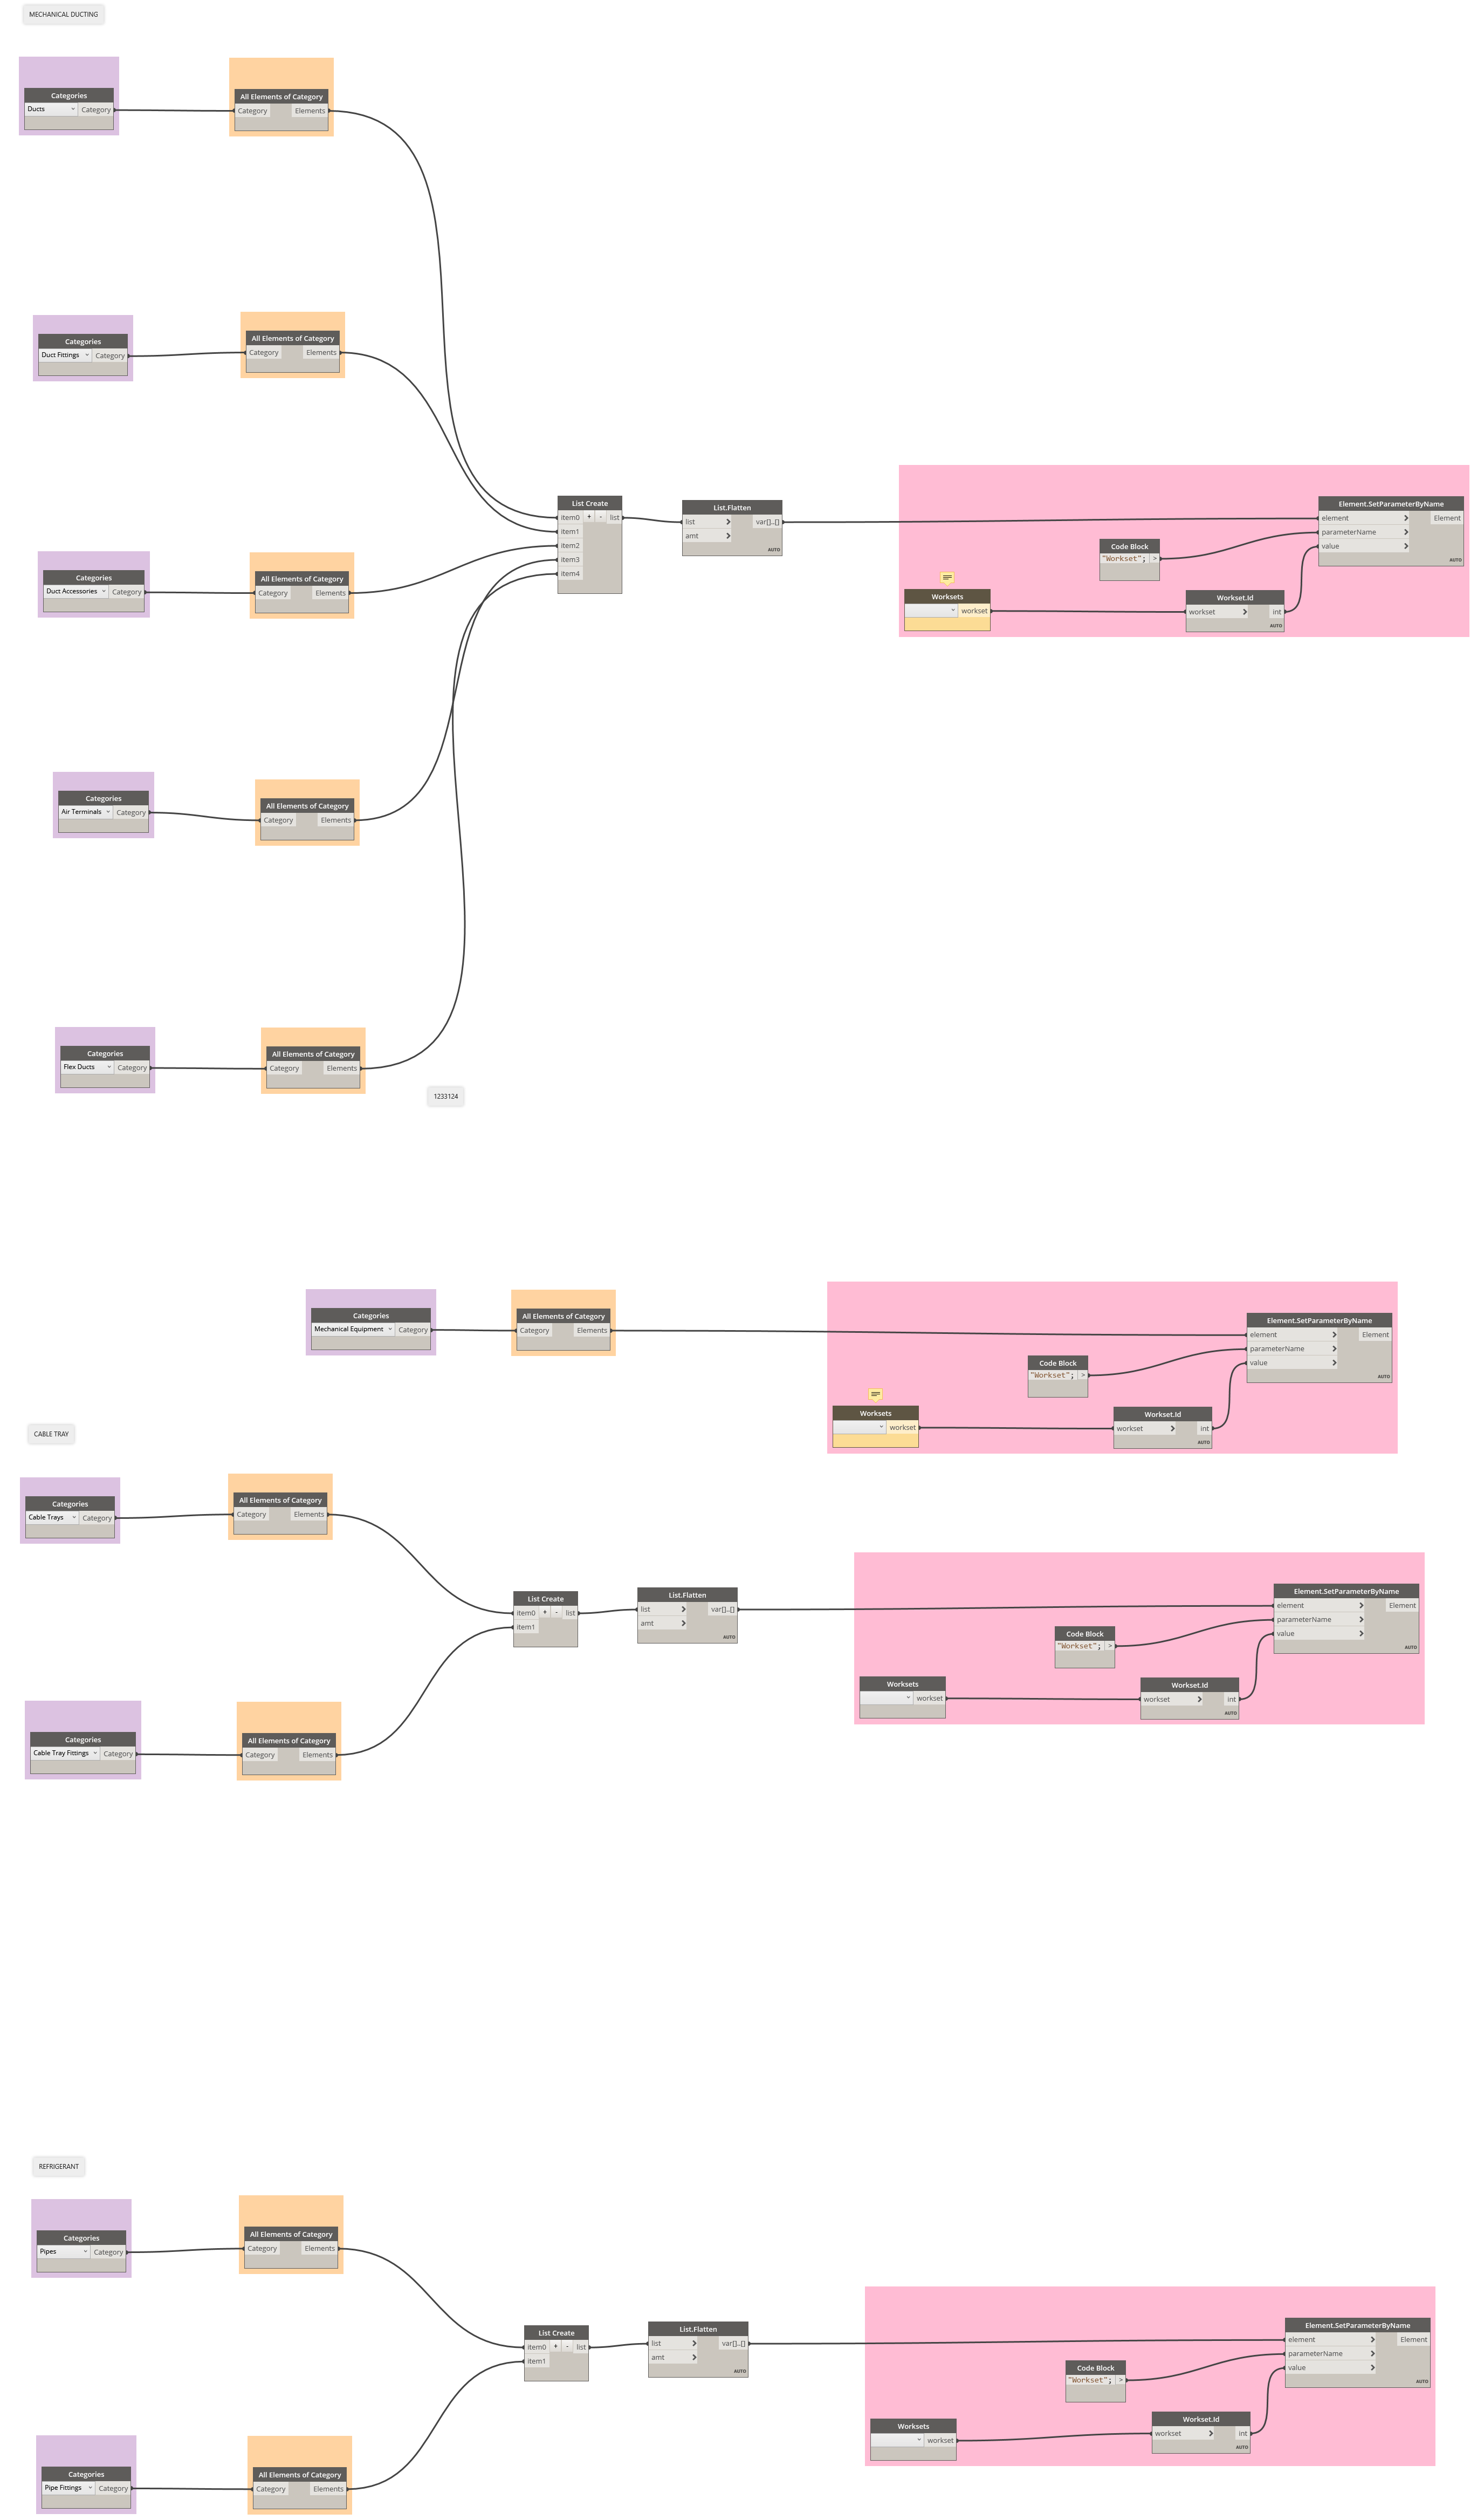 MECHANICAL DUCTING
Categories
Ducts
Category
All Elements of Category
Category
Elements
Categories
Duct Fittings
Category
All Elements of Category
Category
Elements
List Create
item0 + - list
item1
item2
item3
item4
List.Flatten
list
var[]..[]
amt
AUTO
Element.SetParameterByName
element
Element
parameterName
value
AUTO
Code Block
"Workset"; >
Worksets
workset
Workset.Id
workset
int
AUTO
Categories
Duct Accessories
Category
All Elements of Category
Category
Elements
Categories
Air Terminals
Category
All Elements of Category
Category
Elements
Categories
Flex Ducts
Category
All Elements of Category
Category
Elements
1233124
Categories
Mechanical Equipment
Category
All Elements of Category
Category
Elements
Element.SetParameterByName
element
Element
parameterName
value
AUTO
Code Block
"Workset"; >
Worksets
workset
Workset.Id
workset
int
AUTO
CABLE TRAY
Categories
Cable Trays
Category
All Elements of Category
Category
Elements
List Create
item0 + - list
item1
List.Flatten
list
var[]..[]
amt
AUTO
Element.SetParameterByName
element
Element
parameterName
value
AUTO
Code Block
"Workset"; >
Worksets
workset
Workset.Id
workset
int
AUTO
Categories
Cable Tray Fittings
Category
All Elements of Category
Category
Elements
REFRIGERANT
Categories
Pipes
Category
All Elements of Category
Category
Elements
List Create
item0 + - list
item1
List.Flatten
list
var[]..[]
amt
AUTO
Element.SetParameterByName
element
Element
parameterName
value
AUTO
Code Block
"Workset"; >
Worksets
workset
Workset.Id
workset
int
AUTO
Categories
Pipe Fittings
Category
All Elements of Category
Category
Elements